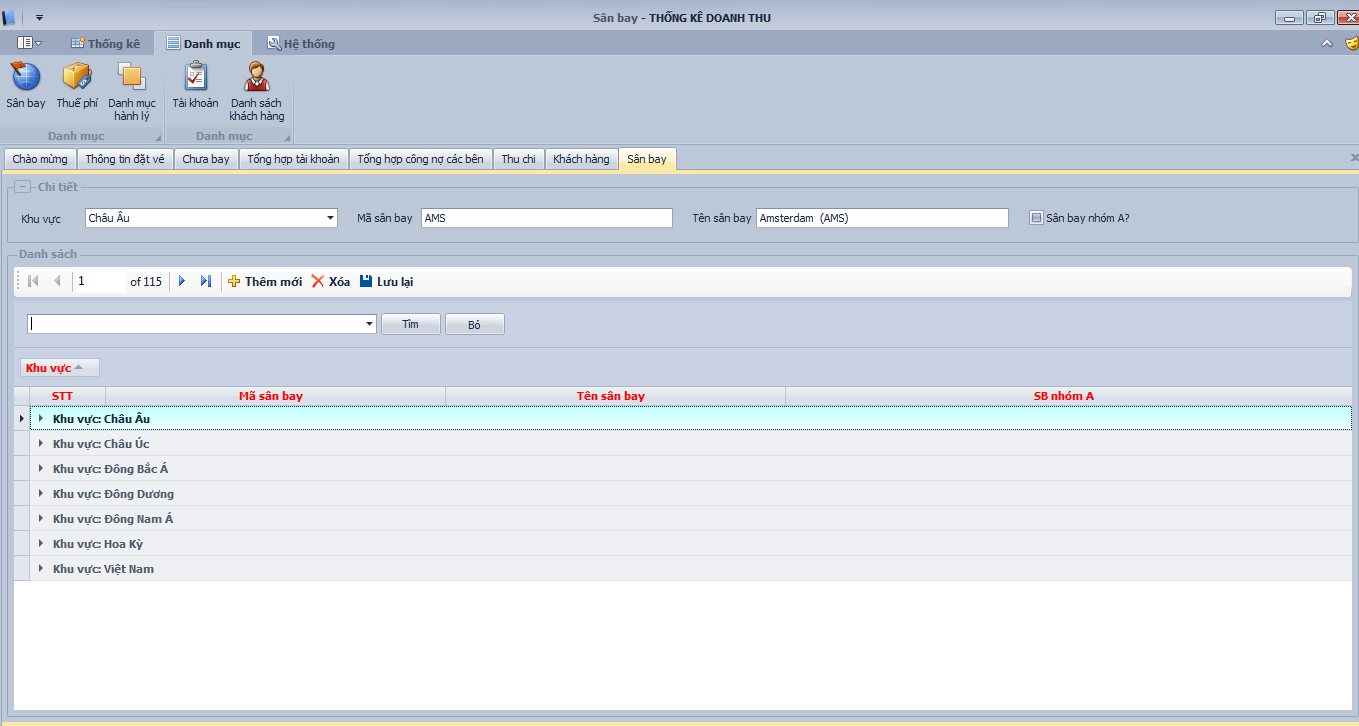 Sân bay - THỐNG KÊ DOANH THU
Thống kê Danh mục Hệ thống
Sân bay Thuế phí Danh mục hành lý Tài khoản Danh sách khách hàng
Danh mục Danh mục
Chào mừng Thông tin đặt vé Chưa bay Tổng hợp tài khoản Tổng hợp công nợ các bên Thu chi Khách hàng Sân bay
Chi tiết
Khu vực Châu Âu Mã sân bay AMS Tên sân bay Amsterdam (AMS) Sân bay nhóm A?
Danh sách
1 of 115 Thêm mới Xóa Lưu lại
Tìm Bỏ
Khu vực
STT Mã sân bay Tên sân bay SB nhóm A
Khu vực: Châu Âu
Khu vực: Châu Úc
Khu vực: Đông Bắc Á
Khu vực: Đông Dương
Khu vực: Đông Nam Á
Khu vực: Hoa Kỳ
Khu vực: Việt Nam